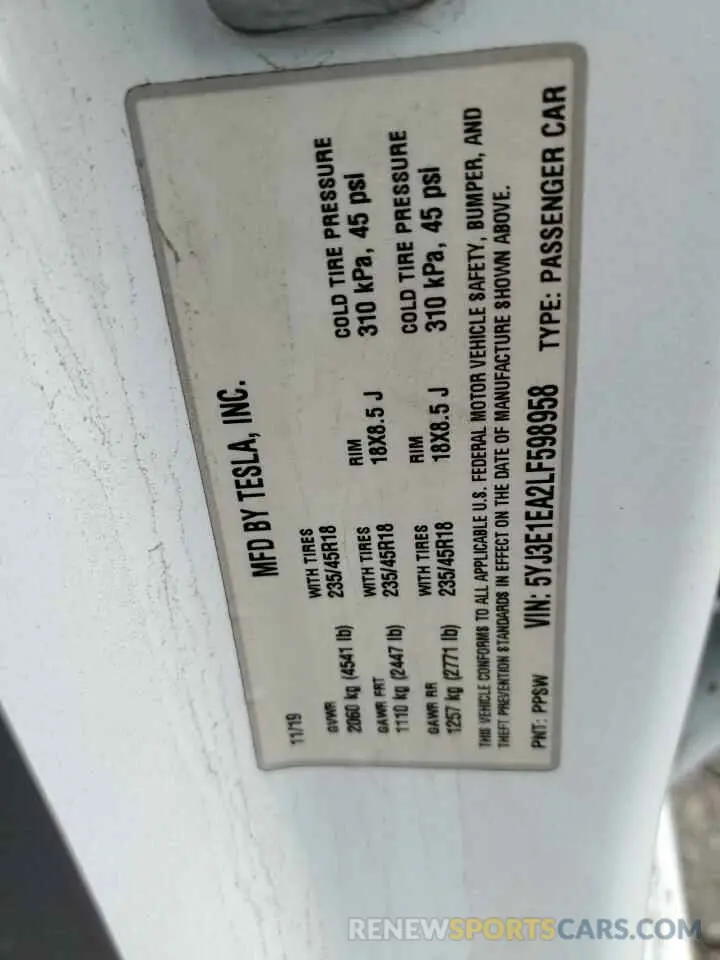 MFD BY TESLA, INC.
11/19
GVWR WITH TIRES RIM COLD TIRE PRESSURE
2060 kg (4541 lb) 235/45R18 18X8.5 J 310 kPa, 45 psi
GAWR FRT WITH TIRES RIM COLD TIRE PRESSURE
1110 kg (2447 lb) 235/45R18 18X8.5 J 310 kPa, 45 psi
GAWR RR WITH TIRES
1257 kg (2771 lb) 235/45R18
THIS VEHICLE CONFORMS TO ALL APPLICABLE U.S. FEDERAL MOTOR VEHICLE SAFETY, BUMPER, AND
THEFT PREVENTION STANDARDS IN EFFECT ON THE DATE OF MANUFACTURE SHOWN ABOVE.
PNT: PPSW VIN: 5YJ3E1EA2LF598958 TYPE: PASSENGER CAR
RENEWSPORTSCARS.COM